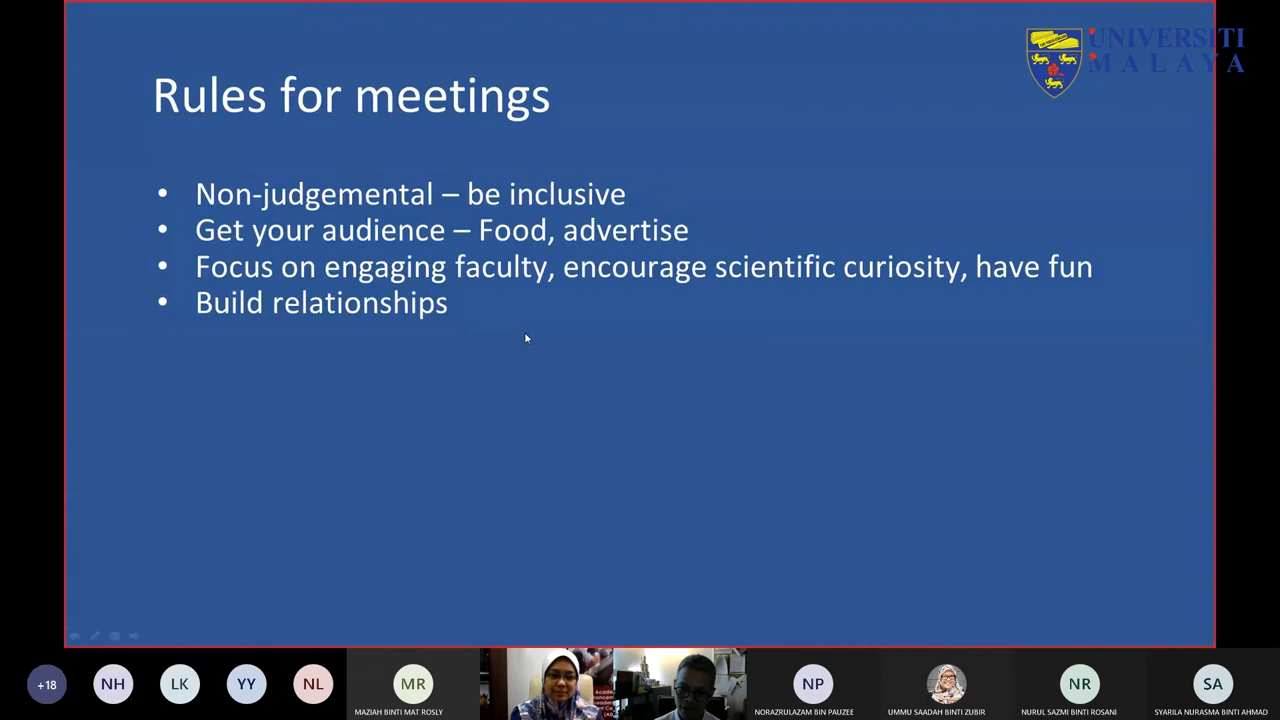 UNIVERSITI
MALAYA
Rules for meetings
• Non-judgemental – be inclusive
• Get your audience – Food, advertise
• Focus on engaging faculty, encourage scientific curiosity, have fun
• Build relationships
+18
NH
LK
YY
NL
MR
MAZIAH BINTI MAT ROSLY
NP
NORAZRULAZAM BIN PAUZEE
UMMU SAADAH BINTI ZUBIR
NR
NURUL SAZMI BINTI ROSANI
SA
SYARILA NURASMA BINTI AHMAD